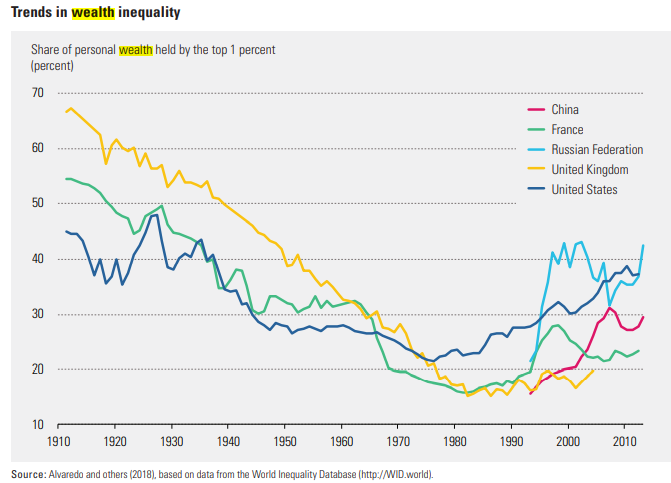 Trends in wealth inequality
Share of personal wealth held by the top 1 percent
(percent)
70
60
50
40
30
20
10
China
France
Russian Federation
United Kingdom
United States
1910 1920 1930 1940 1950 1960 1970 1980 1990 2000 2010
Source: Alvaredo and others (2018), based on data from the World Inequality Database (http://WID.world).